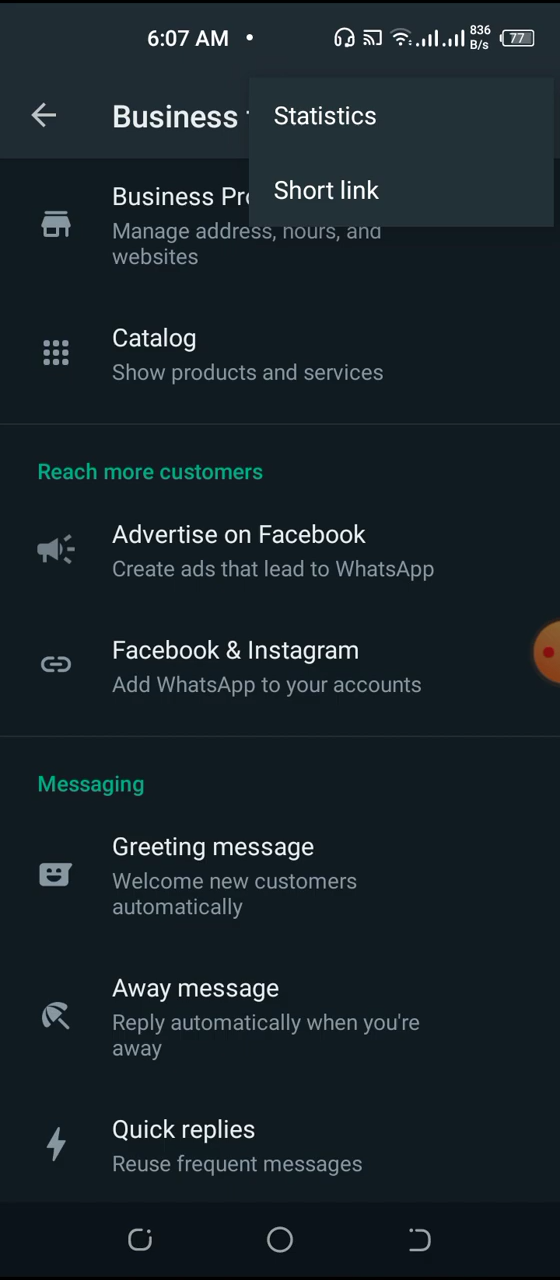 6:07 AM
836
B/s
77
Business
Statistics
Short link
Business
Manage address, hours, and
websites
Catalog
Show products and services
Reach more customers
Advertise on Facebook
Create ads that lead to WhatsApp
Facebook & Instagram
Add WhatsApp to your accounts
Messaging
Greeting message
Welcome new customers
automatically
Away message
Reply automatically when you're
away
Quick replies
Reuse frequent messages